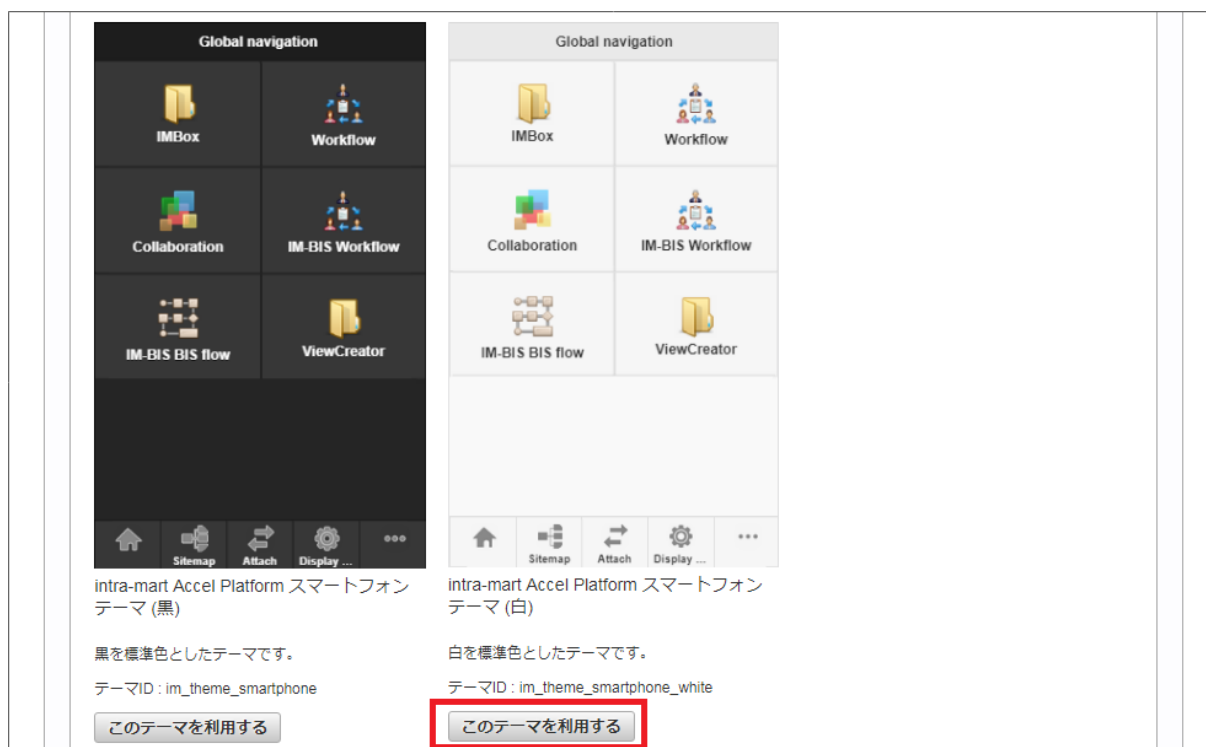 Global navigation
IMBox
Workflow
Collaboration
IM-BIS Workflow
IM-BIS BIS flow
ViewCreator
Sitemap
Attach
Display ...
intra-mart Accel Platform スマートフォン
テーマ (黒)
黒を標準色としたテーマです。
テーマID : im_theme_smartphone
このテーマを利用する
Global navigation
IMBox
Workflow
Collaboration
IM-BIS Workflow
IM-BIS BIS flow
ViewCreator
Sitemap
Attach
Display ...
intra-mart Accel Platform スマートフォン
テーマ (白)
白を標準色としたテーマです。
テーマID : im_theme_smartphone_white
このテーマを利用する